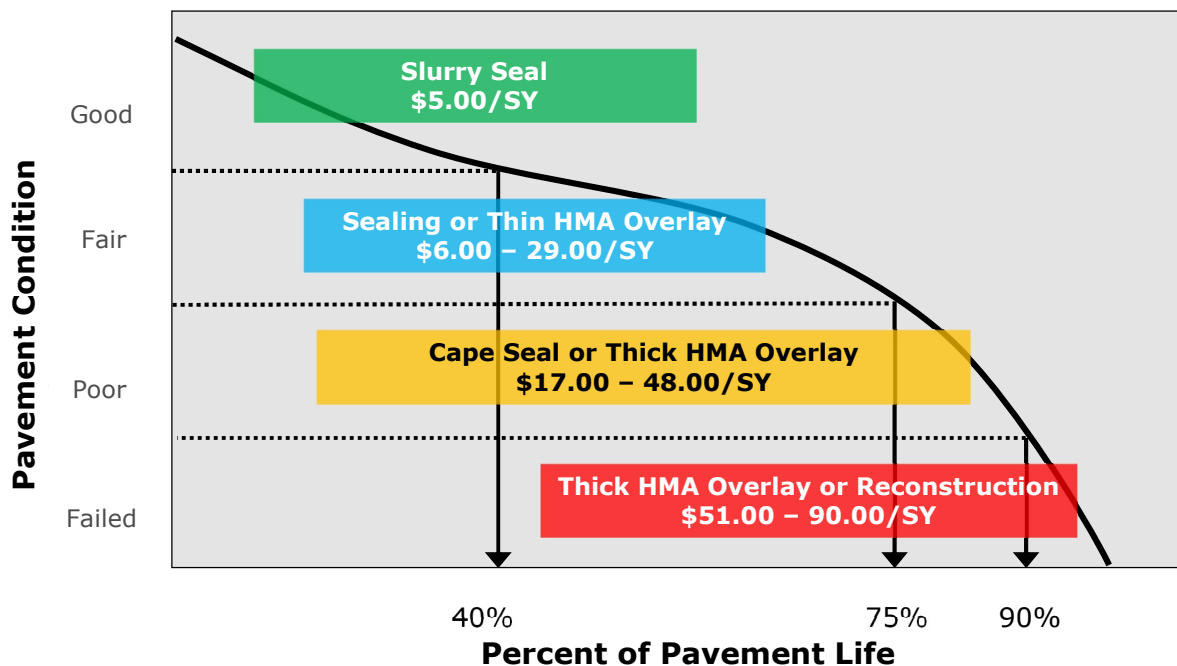 Pavement Condition
Good
Fair
Poor
Failed
Slurry Seal
$5.00/SY
Sealing or Thin HMA Overlay
$6.00 – 29.00/SY
Cape Seal or Thick HMA Overlay
$17.00 – 48.00/SY
Thick HMA Overlay or Reconstruction
$51.00 – 90.00/SY
40%
75%
90%
Percent of Pavement Life